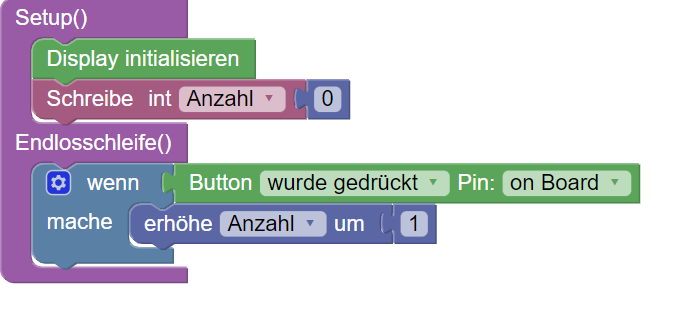 Setup()
Display initialisieren
Schreibe int Anzahl 0
Endlosschleife()
wenn Button wurde gedrückt Pin: on Board
mache erhöhe Anzahl um 1